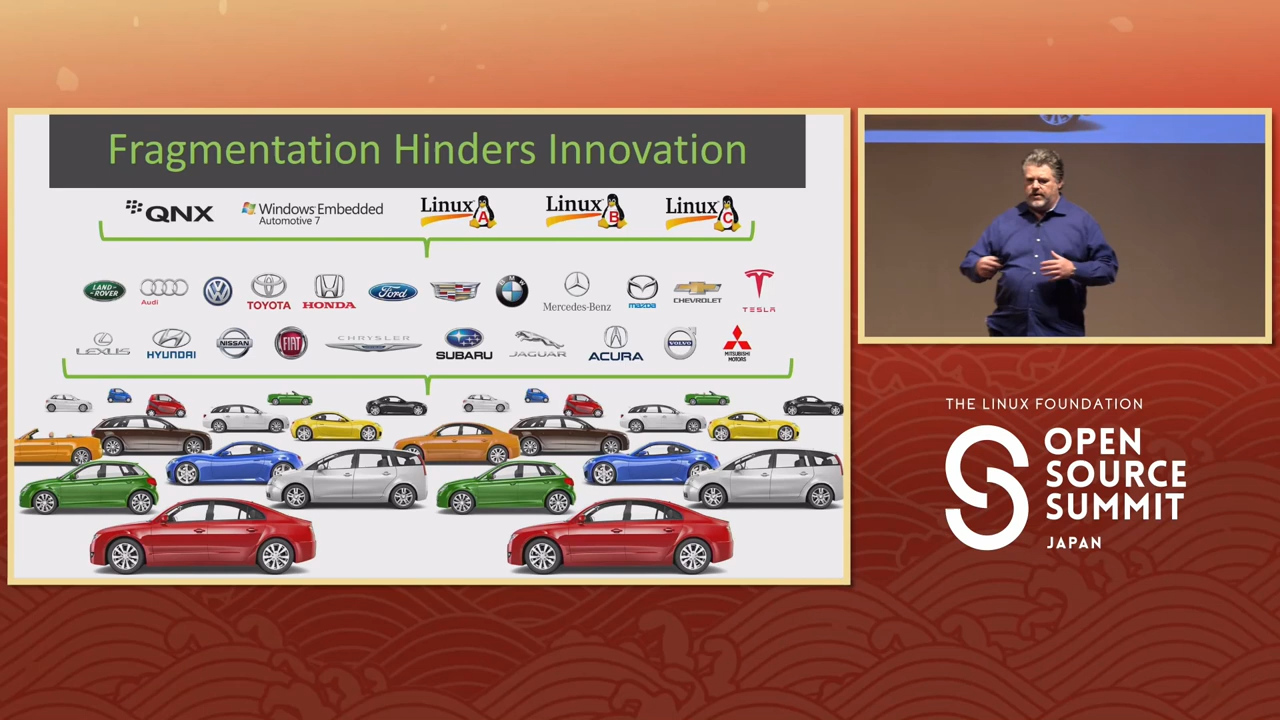 Fragmentation Hinders Innovation
QNX
Windows Embedded
Automotive 7
Linux A
Linux B
Linux C
LAND-ROVER
Audi
TOYOTA
HONDA
Ford
BMW
Mercedes-Benz
mazda
CHEVROLET
TESLA
LEXUS
HYUNDAI
NISSAN
FIAT
CHRYSLER
SUBARU
JAGUAR
ACURA
VOLVO
MITSUBISHI
MOTORS
THE LINUX FOUNDATION
OPEN
SOURCE
SUMMIT
JAPAN